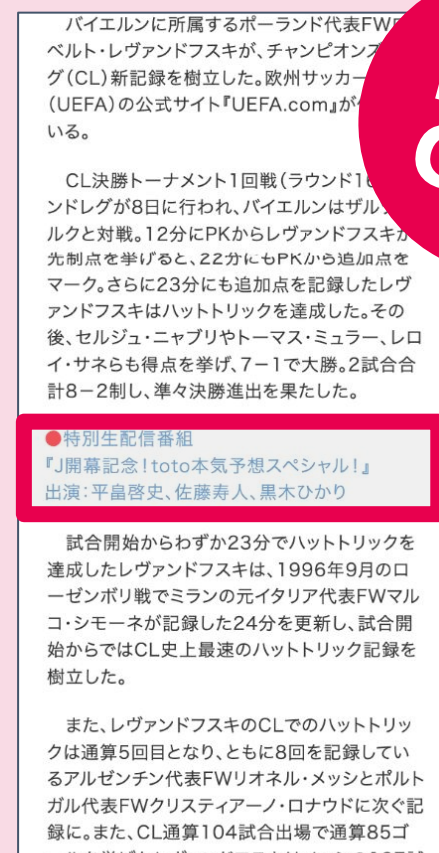 バイエルンに所属するポーランド代表FW
ベルト・レヴァンドフスキが、チャンピオンズ
グ(CL)新記録を樹立した。欧州サッカー
(UEFA)の公式サイト『UEFA.com』が
いる。
CL決勝トーナメント1回戦(ラウンド16
ンドレグが8日に行われ、バイエルンはザル
ルクと対戦。12分にPKからレヴァンドフスキが
先制点を挙げると、22分にもPKから追加点を
マーク。さらに23分にも追加点を記録したレヴ
ァンドフスキはハットトリックを達成した。その
後、セルジュ・ニャブリやトーマス・ミュラー、レロ
イ・サネらも得点を挙げ、7－1で大勝。2試合合
計8－2制し、準々決勝進出を果たした。
●特別生配信番組
『J開幕記念!toto本気予想スペシャル!』
出演:平畠啓史、佐藤寿人、黒木ひかり
試合開始からわずか23分でハットトリックを
達成したレヴァンドフスキは、1996年9月のロ
ーゼンボリ戦でミランの元イタリア代表FWマル
コ・シモーネが記録した24分を更新し、試合開
始からではCL史上最速のハットトリック記録を
樹立した。
また、レヴァンドフスキのCLでのハットトリッ
クは通算5回目となり、ともに8回を記録してい
るアルゼンチン代表FWリオネル・メッシとポルト
ガル代表FWクリスティアーノ・ロナウドに次ぐ記
録に。また、CL通算104試合出場で通算85ゴ